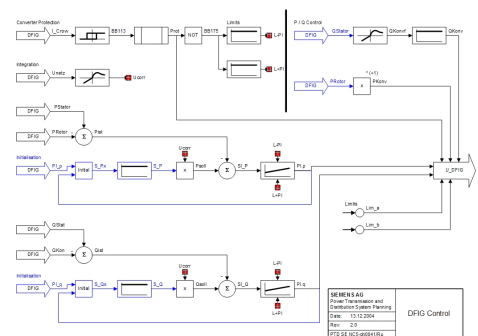 Converter Protection
DFIG I_Crow BB113 Prot NOT BB175 Limits L-PI
L+PI
P / Q Control
DFIG QStator QKonvf QKonv
DFIG PRotor * (+1) x PKonv
Integration
DFIG Unetz Ucorr
DFIG PStator
DFIG PRotor - Pist Σ
Initialisation
DFIG PI_p Initial S_Px S_P Ucorr x Psoll - Σ SI_P L-PI PI.p
L+PI
U_DFIG
Limits Lim_a
Lim_b
DFIG QStat
DFIG QKon - Qist Σ
Initialisation
DFIG PI_q Initial S_Qx S_Q Ucorr x Qsoll - Σ SI_Q L-PI PI.q
L+PI
SIEMENS AG
Power Transmission and
Distribution System Planning
Date: 13.12.2004
Rev: 2.8
DFIG Control